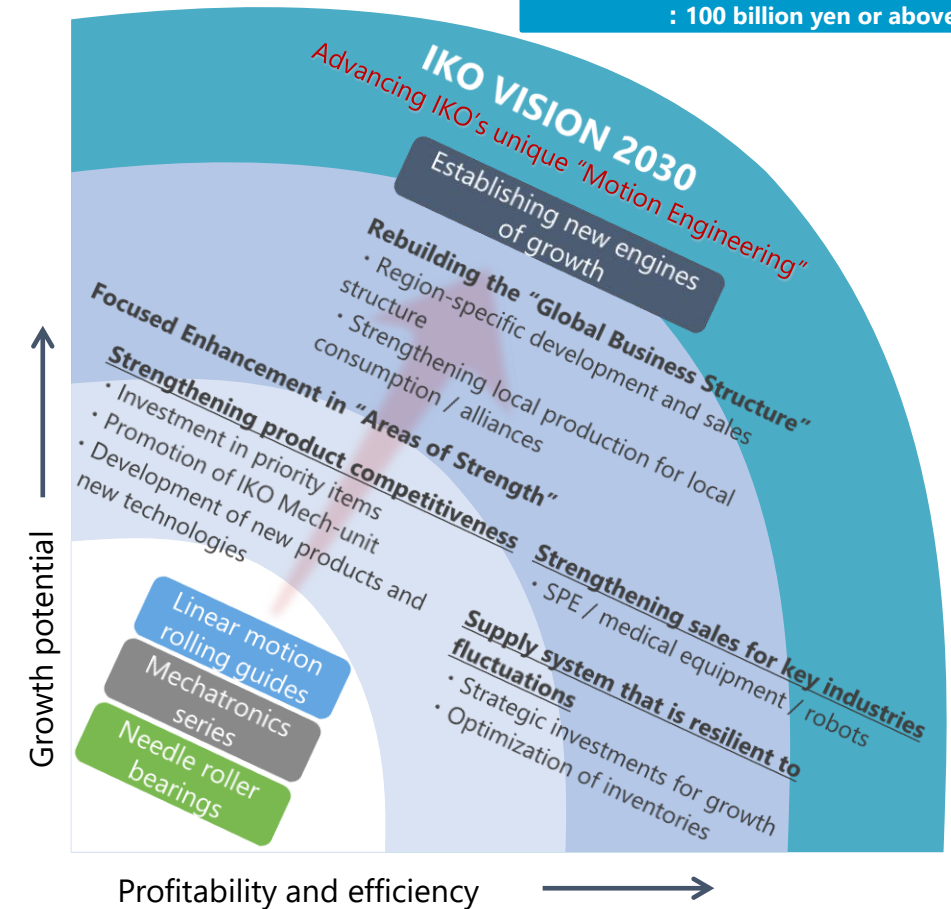 : 100 billion yen or above
IKO VISION 2030
Advancing IKO's unique "Motion Engineering"
Establishing new engines
of growth
Rebuilding the "Global Business Structure"
・Region-specific development and sales
structure
・Strengthening local production for local
consumption / alliances
Focused Enhancement in "Areas of Strength"
Strengthening product competitiveness
・Investment in priority items
・Promotion of IKO Mech-unit
・Development of new products and
new technologies
Strengthening sales for key industries
・SPE / medical equipment / robots
Supply system that is resilient to
fluctuations
・Strategic investments for growth
・Optimization of inventories
Linear motion
rolling guides
Mechatronics
series
Needle roller
bearings
Growth potential
Profitability and efficiency